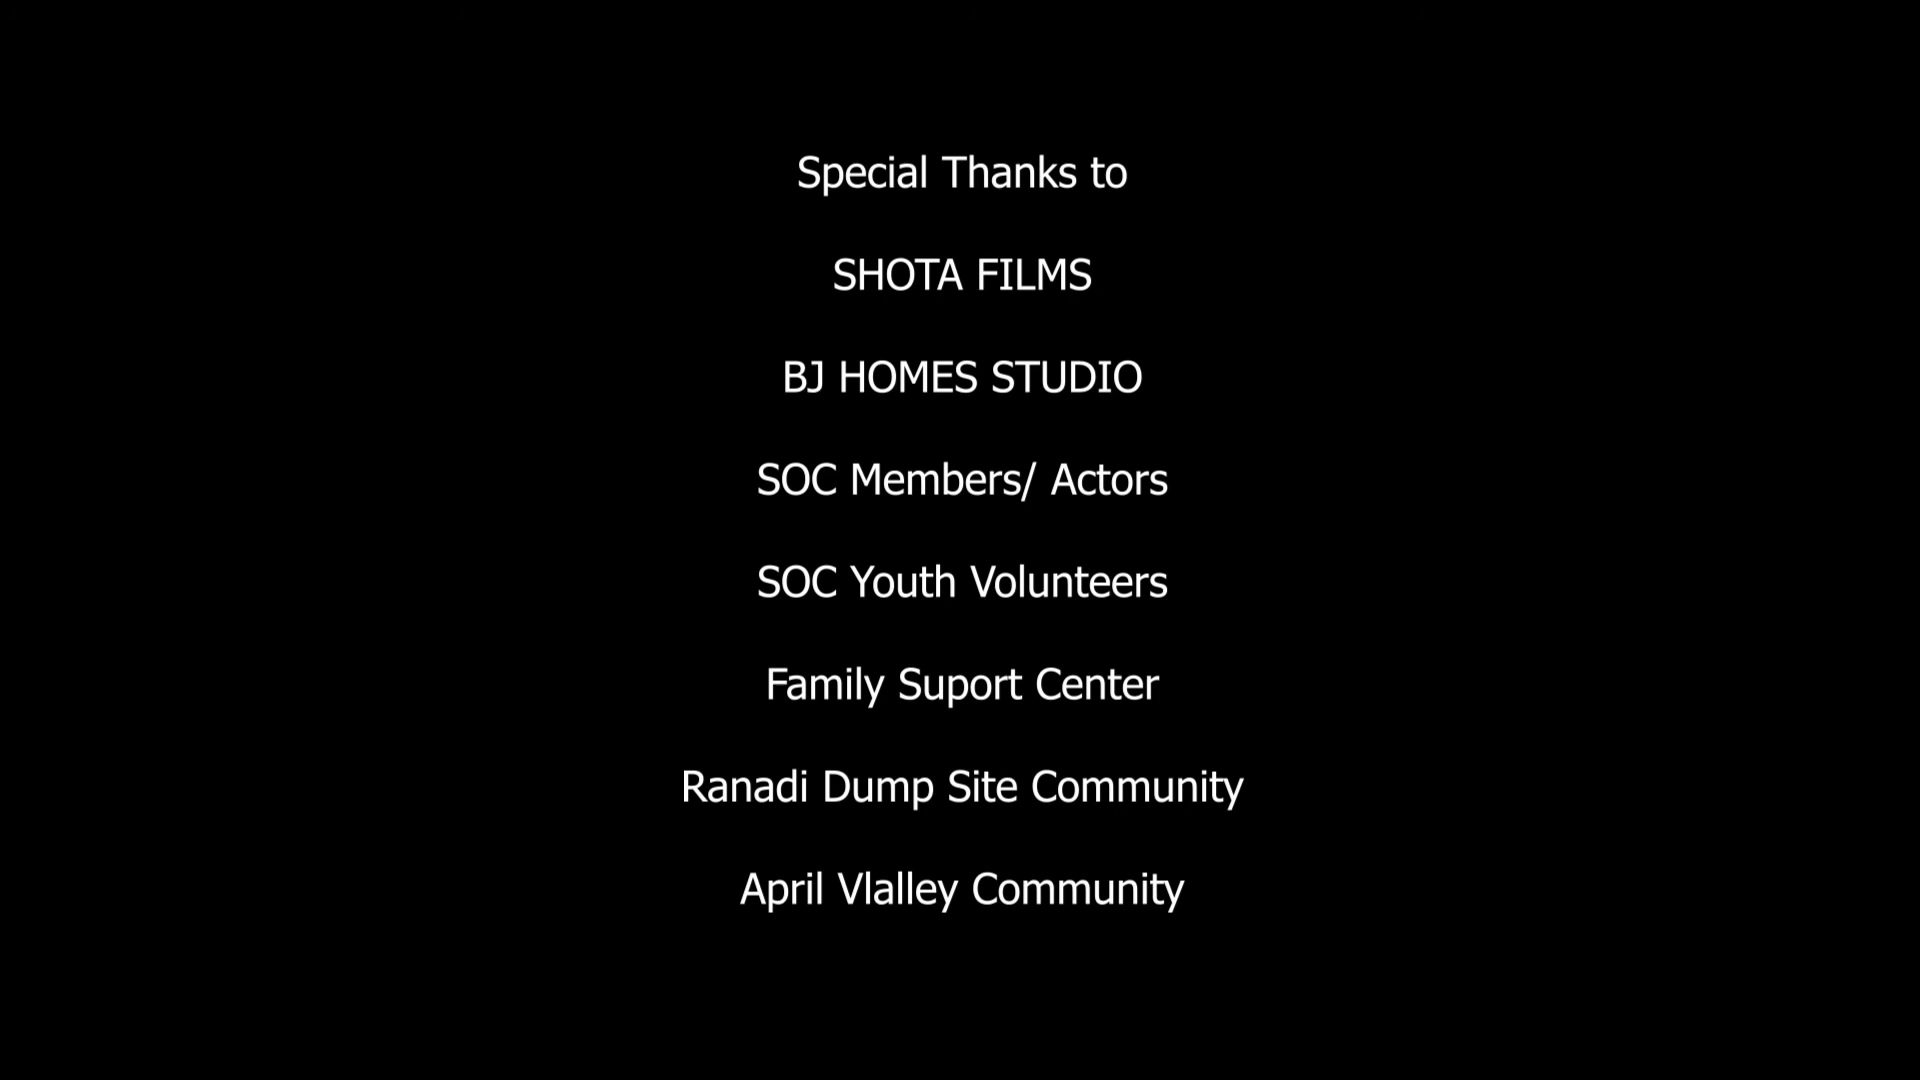 Special Thanks to
SHOTA FILMS
BJ HOMES STUDIO
SOC Members/ Actors
SOC Youth Volunteers
Family Suport Center
Ranadi Dump Site Community
April Vlalley Community